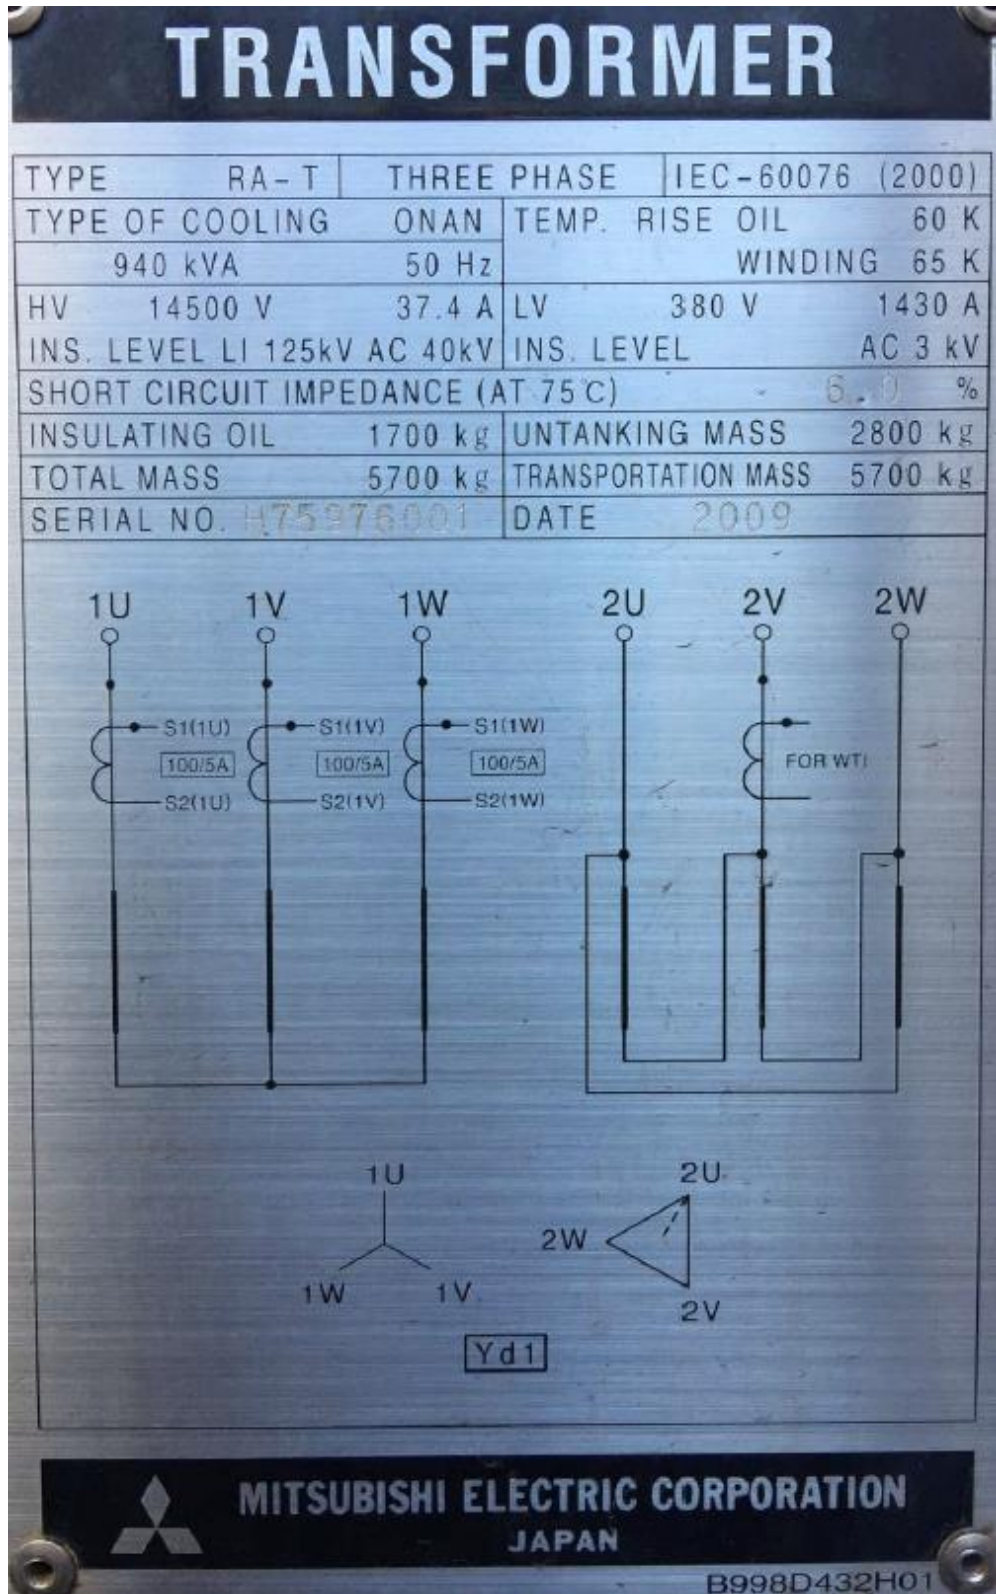 TRANSFORMER
TYPE RA-T THREE PHASE IEC-60076 (2000)
TYPE OF COOLING ONAN TEMP. RISE OIL 60 K
940 kVA 50 Hz WINDING 65 K
HV 14500 V 37.4 A LV 380 V 1430 A
INS. LEVEL LI 125kV AC 40kV INS. LEVEL AC 3 kV
SHORT CIRCUIT IMPEDANCE (AT 75℃) 6.0 %
INSULATING OIL 1700 kg UNTANKING MASS 2800 kg
TOTAL MASS 5700 kg TRANSPORTATION MASS 5700 kg
SERIAL NO. H75976001 DATE 2009
1U 1V 1W 2U 2V 2W
S1(1U) S1(1V) S1(1W)
100/5A 100/5A 100/5A FOR WTI
S2(1U) S2(1V) S2(1W)
1U 2U
2W
1W 1V 2V
Yd1
MITSUBISHI ELECTRIC CORPORATION
JAPAN
B998D432H01